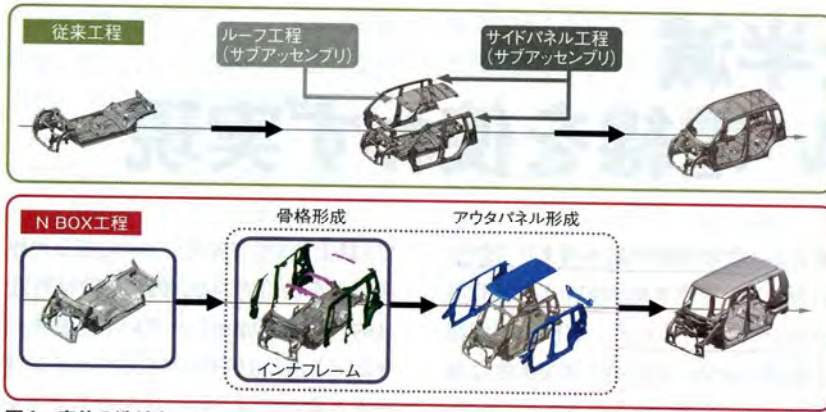 従来工程
ルーフ工程
(サブアッセンブリ)
サイドパネル工程
(サブアッセンブリ)
N BOX工程
骨格形成
アウタパネル形成
インナフレーム